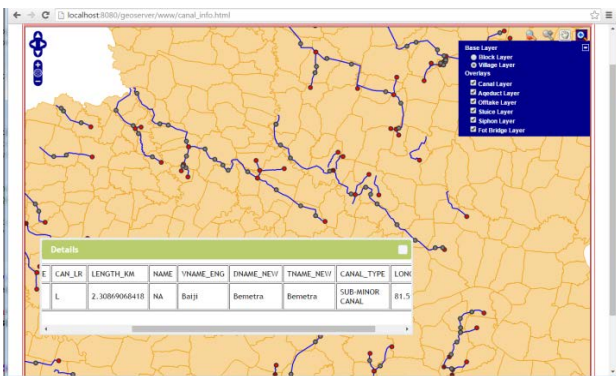 localhost:8080/geoserver/www/canal_info.html
Base Layer
Block Layer
Village Layer
Overlays
Canal Layer
Aqeduct Layer
Offtake Layer
Sluice Layer
Siphon Layer
Fot Bridge Layer
Details
E CAN_LR LENGTH_KM NAME VNAME_ENG DNAME_NEW TNAME_NEW CANAL_TYPE LONG
L 2.30869068418 NA Baiji Bemetra Bemetra SUB-MINOR CANAL 81.5